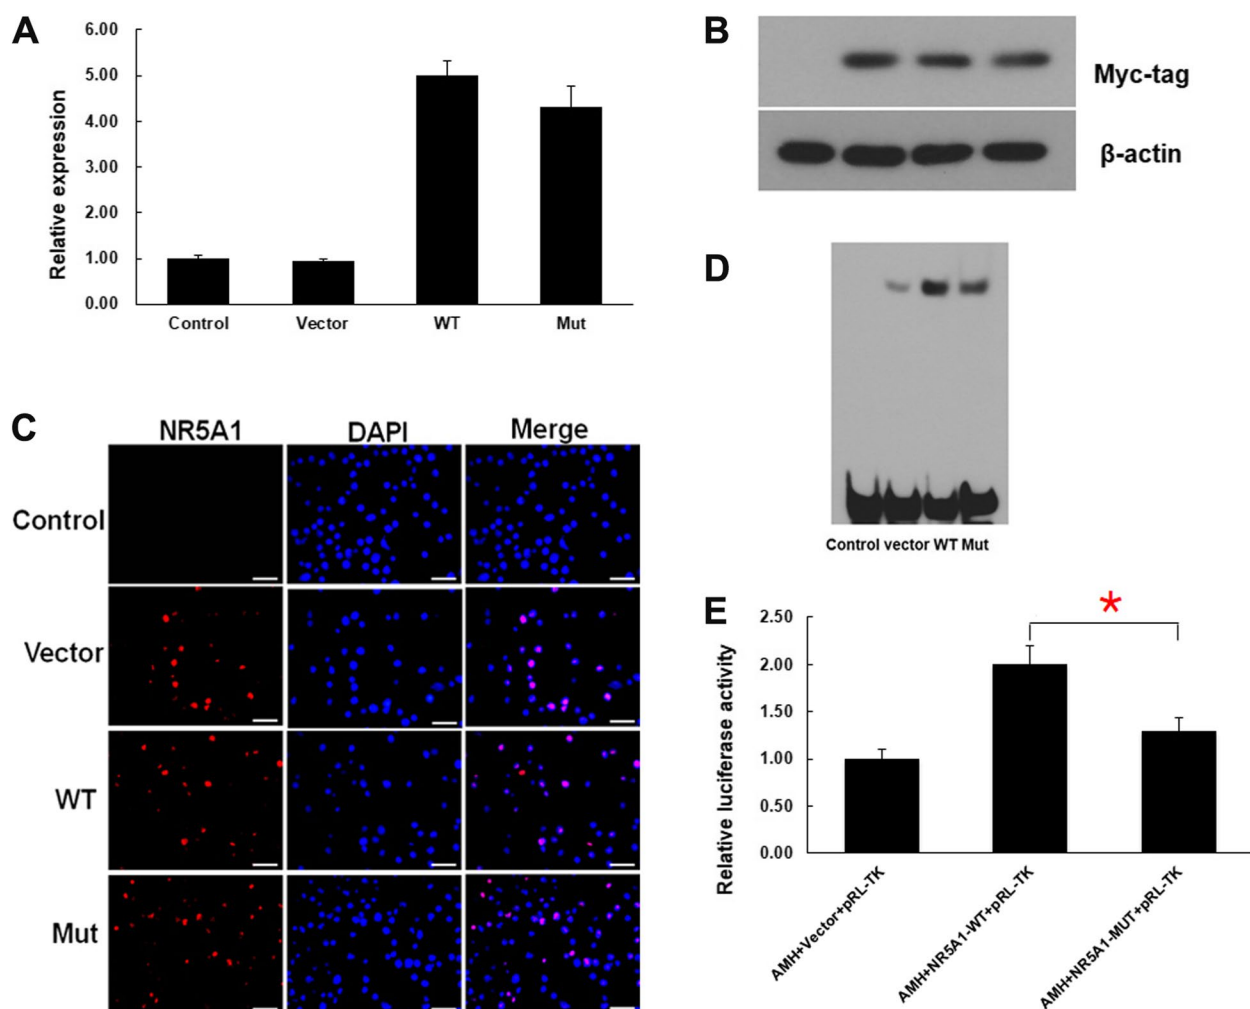 A
6.00
5.00
4.00
3.00
2.00
1.00
0.00
Relative expression
Control Vector WT Mut
B
Myc-tag
β-actin
C
NR5A1 DAPI Merge
Control
Vector
WT
Mut
D
Control vector WT Mut
E
2.50
2.00
1.50
1.00
0.50
0.00
Relative luciferase activity
*
AMH+Vector+pRL-TK
AMH+NR5A1-WT+pRL-TK
AMH+NR5A1-MUT+pRL-TK